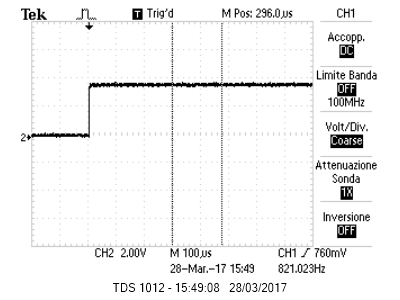 Tek T Trig'd M Pos: 296.0µs CH1
Accopp.
DC
Limite Banda
OFF
100MHz
2
Volt/Div.
Coarse
Attenuazione
Sonda
1X
Inversione
OFF
CH2 2.00V M 100µs CH1 / 760mV
28-Mar.-17 15:49 821.023Hz
TDS 1012 - 15:49:08 28/03/2017